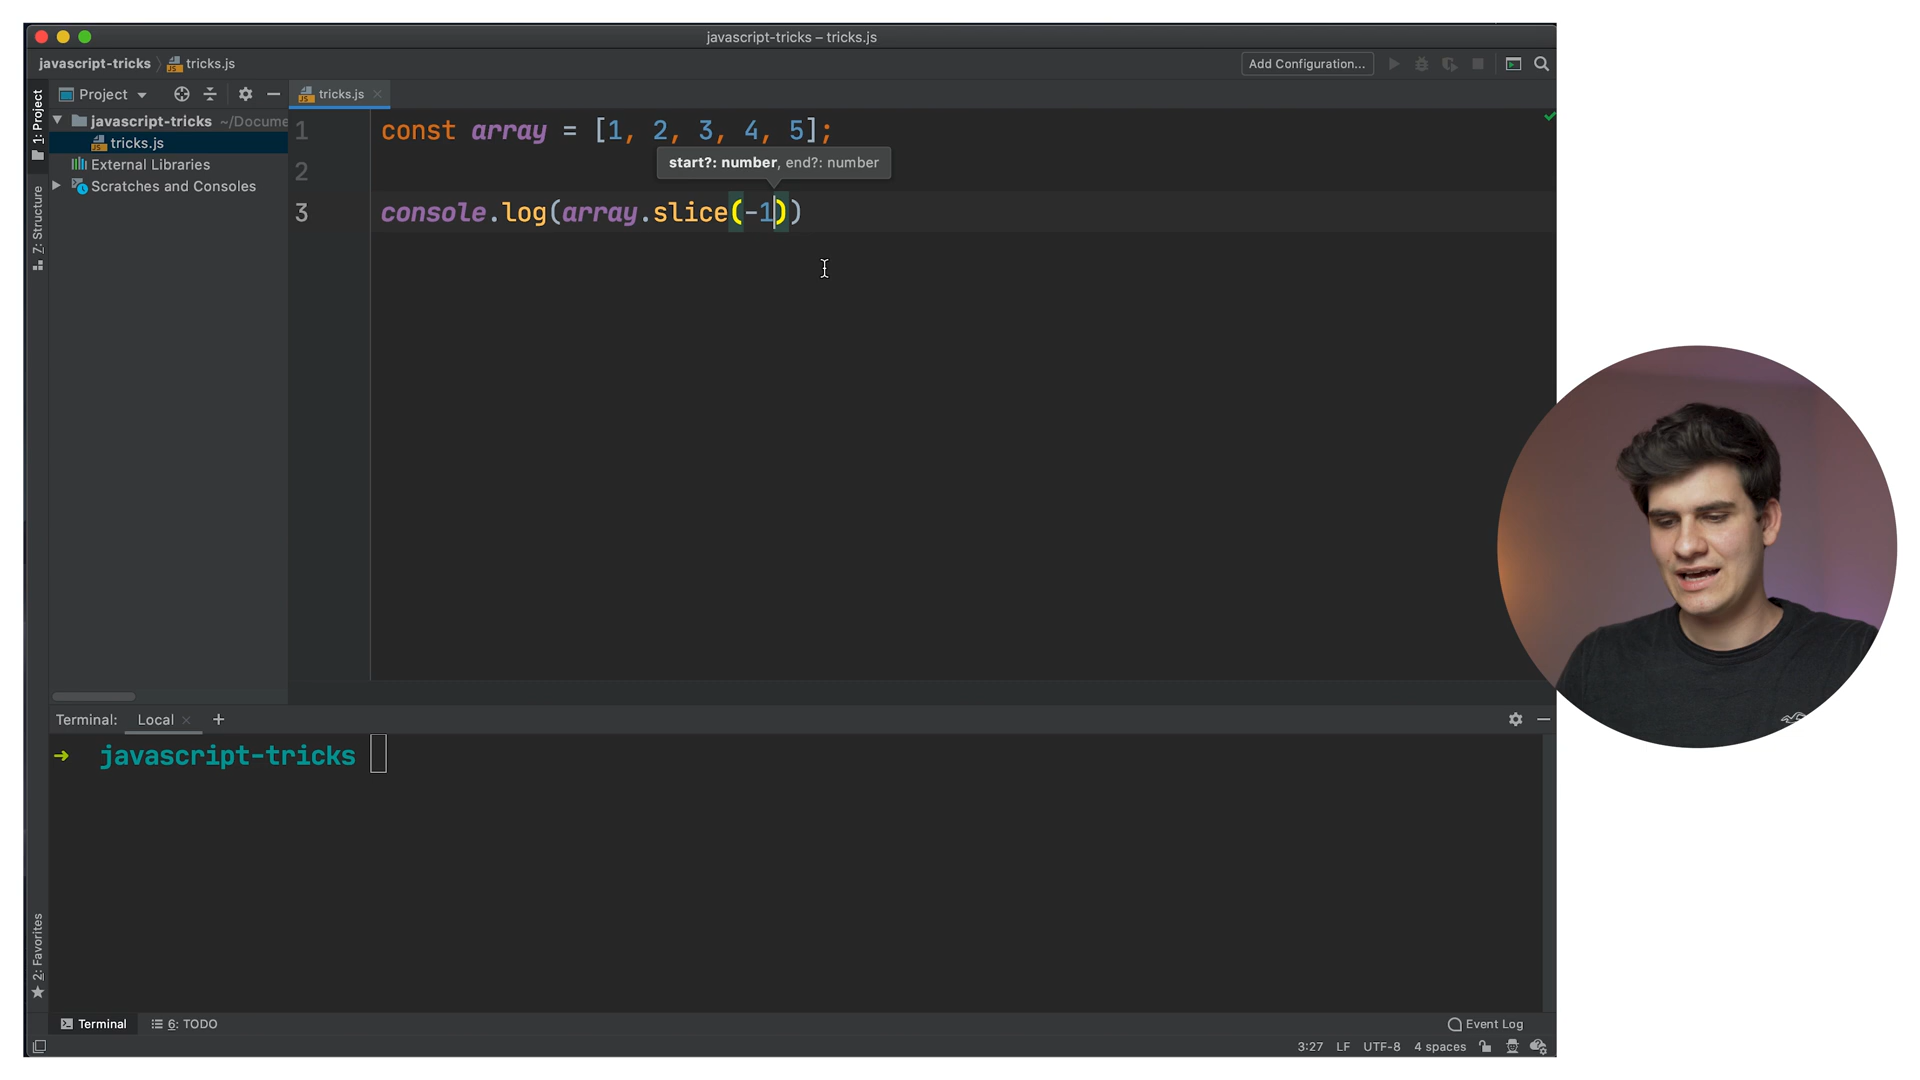 javascript-tricks – tricks.js
javascript-tricks
tricks.js
Add Configuration...
1: Project
Project
tricks.js
javascript-tricks ~/Docume
tricks.js
External Libraries
Scratches and Consoles
7: Structure
1 const array = [1, 2, 3, 4, 5];
start?: number, end?: number
2
3 console.log(array.slice(-1))
Terminal: Local +
➜ javascript-tricks
2: Favorites
Terminal
6: TODO
Event Log
3:27 LF UTF-8 4 spaces